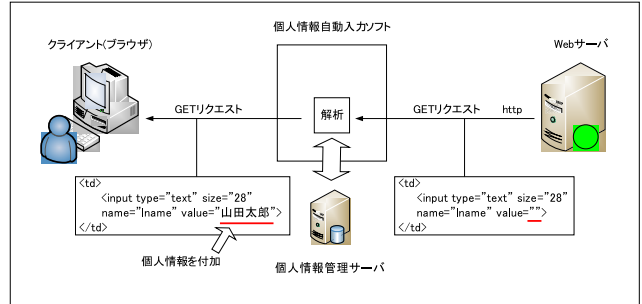 個人情報自動入力ソフト
クライアント(ブラウザ)
Webサーバ
GETリクエスト
解析
GETリクエスト
http
<td>
<input type="text" size="28"
name="lname" value="山田太郎">
</td>
<td>
<input type="text" size="28"
name="lname" value="">
</td>
個人情報を付加
個人情報管理サーバ